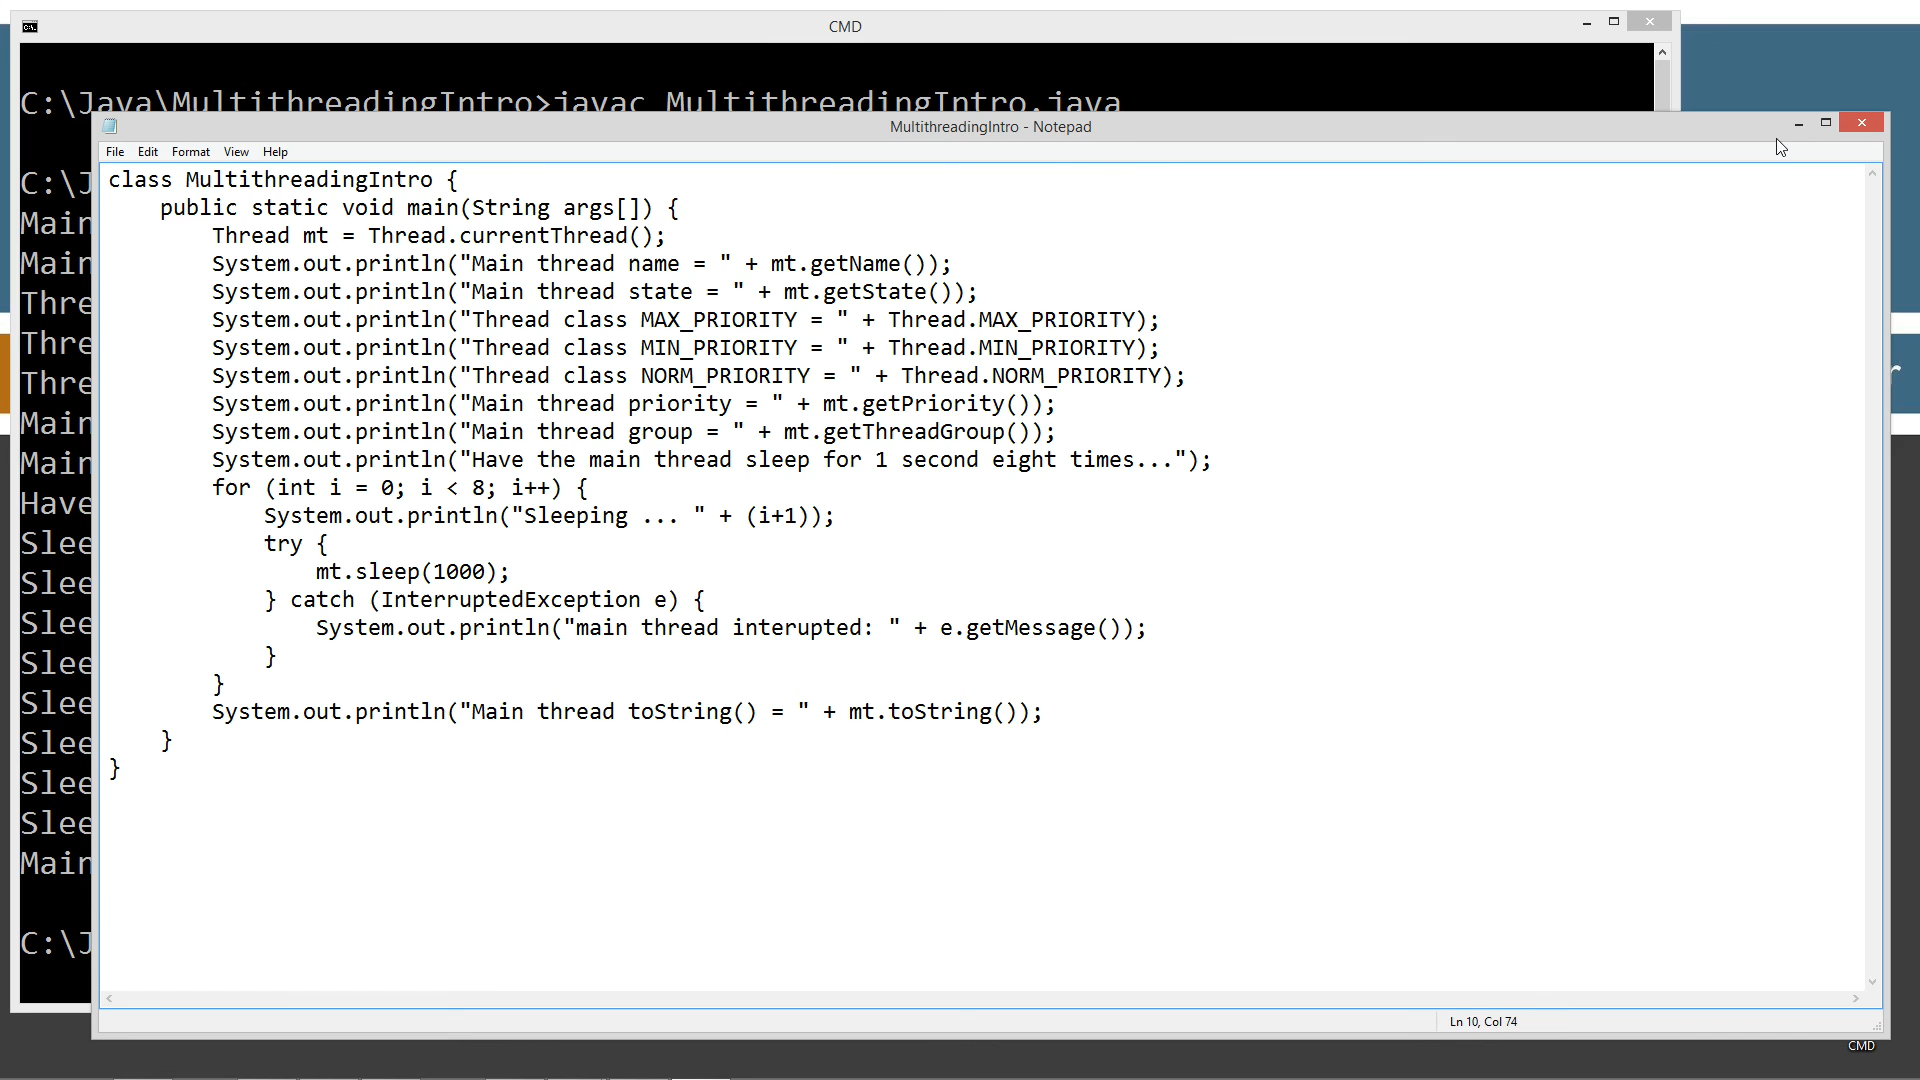 CMD
C:\Java\MultithreadingIntro>javac MultithreadingIntro.java
MultithreadingIntro - Notepad
File Edit Format View Help
class MultithreadingIntro {
    public static void main(String args[]) {
        Thread mt = Thread.currentThread();
        System.out.println("Main thread name = " + mt.getName());
        System.out.println("Main thread state = " + mt.getState());
        System.out.println("Thread class MAX_PRIORITY = " + Thread.MAX_PRIORITY);
        System.out.println("Thread class MIN_PRIORITY = " + Thread.MIN_PRIORITY);
        System.out.println("Thread class NORM_PRIORITY = " + Thread.NORM_PRIORITY);
        System.out.println("Main thread priority = " + mt.getPriority());
        System.out.println("Main thread group = " + mt.getThreadGroup());
        System.out.println("Have the main thread sleep for 1 second eight times...");
        for (int i = 0; i < 8; i++) {
            System.out.println("Sleeping ... " + (i+1));
            try {
                mt.sleep(1000);
            } catch (InterruptedException e) {
                System.out.println("main thread interupted: " + e.getMessage());
            }
        }
        System.out.println("Main thread toString() = " + mt.toString());
    }
}
C:\J
Main
Main
Thre
Thre
Thre
Main
Main
Have
Slee
Slee
Slee
Slee
Slee
Slee
Slee
Slee
Main
C:\J
Ln 10, Col 74
CMD